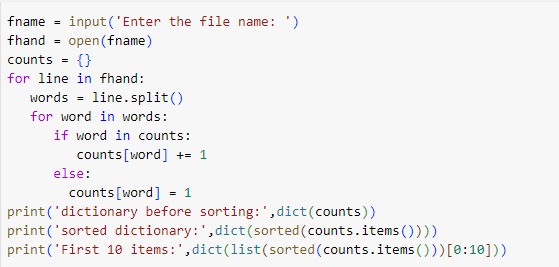 fname = input('Enter the file name: ')
fhand = open(fname)
counts = {}
for line in fhand:
   words = line.split()
   for word in words:
      if word in counts:
         counts[word] += 1
      else:
        counts[word] = 1
print('dictionary before sorting:',dict(counts))
print('sorted dictionary:',dict(sorted(counts.items())))
print('First 10 items:',dict(list(sorted(counts.items()))[0:10]))